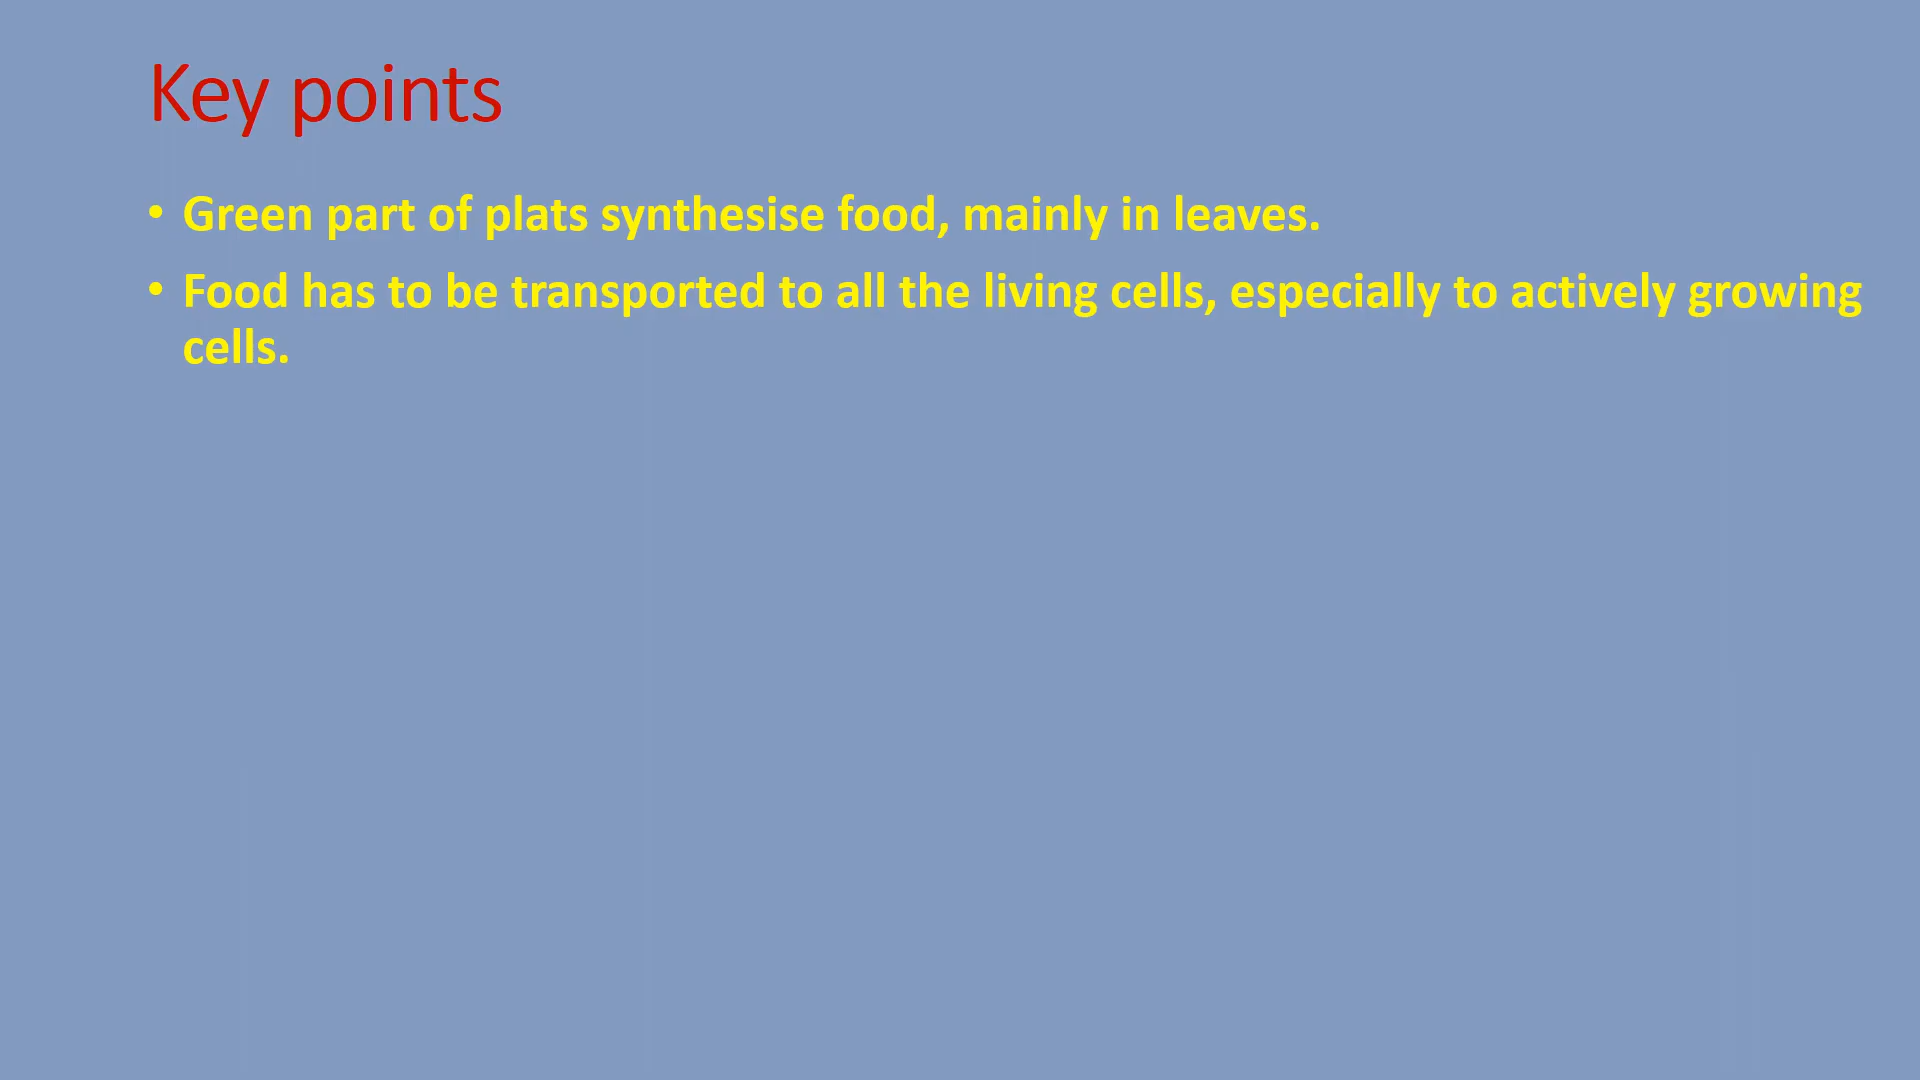 Key points
• Green part of plats synthesise food, mainly in leaves.
• Food has to be transported to all the living cells, especially to actively growing
cells.